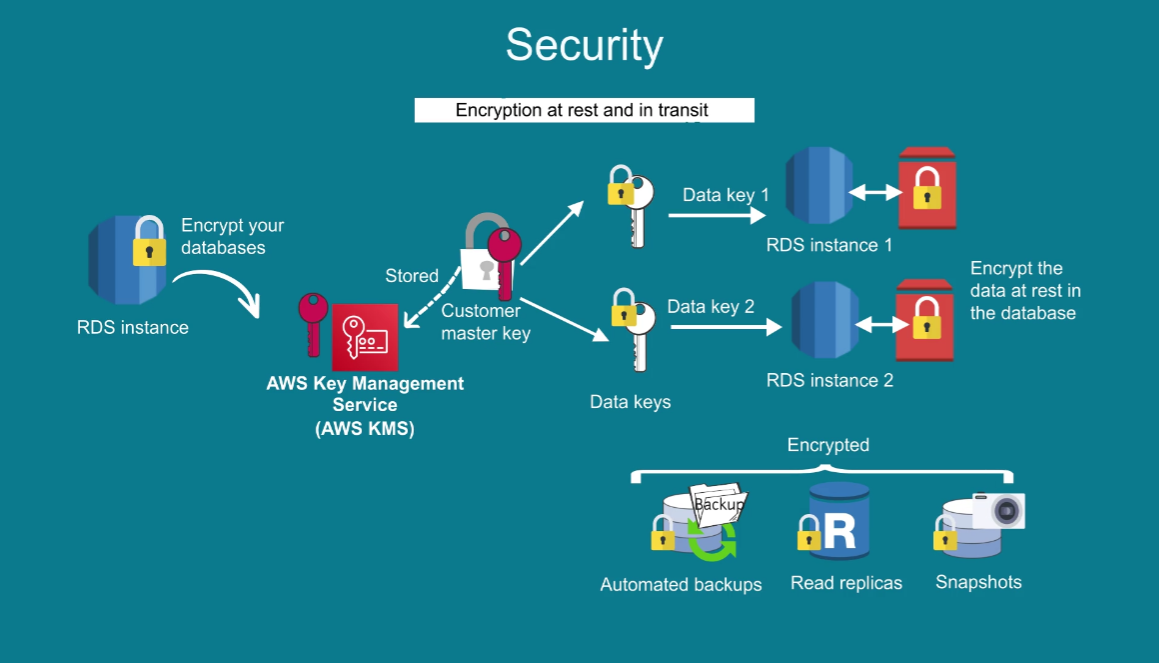 Security
Encryption at rest and in transit
Encrypt your
databases
RDS instance
Stored
Customer
master key
AWS Key Management
Service
(AWS KMS)
Data key 1
RDS instance 1
Data key 2
RDS instance 2
Data keys
Encrypt the
data at rest in
the database
Encrypted
Backup
R
Automated backups
Read replicas
Snapshots